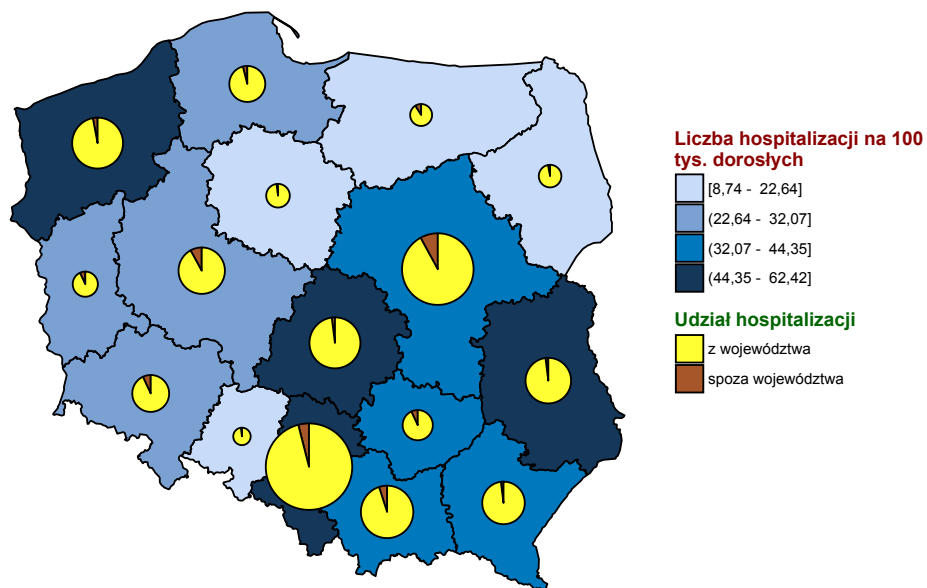 Liczba hospitalizacji na 100
tys. dorosłych
[8,74 - 22,64]
(22,64 - 32,07]
(32,07 - 44,35]
(44,35 - 62,42]
Udział hospitalizacji
z województwa
spoza województwa